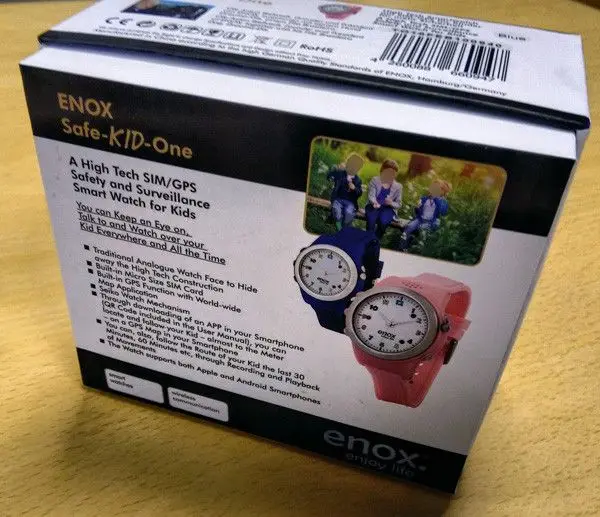 RoHS
Blue
Quality Standards of ENOX, Hamburg/Germany
ENOX
Safe-KID-One
A High Tech SIM/GPS
Safety and Surveillance
Smart Watch for Kids
You can Keep an Eye on,
Talk to and Watch over your
Kid Everywhere and All the Time
Traditional Analogue Watch Face to Hide
away the High Tech Construction
Built-in Micro Size SIM Card
Built-in GPS Function with World-wide
Map Application
Seiko Watch Mechanism
Through downloading of an APP in your Smartphone
(QR Code included in the User Manual), you can
locate and follow your Kid – almost to the Meter
– on a GPS Map in your Smartphone
You can, also, follow the Route of your Kid the last 30
Minutes, 60 Minutes etc, through Recording and Playback
of Movements
The Watch supports both Apple and Android Smartphones
smart
watches
wireless
communication
enox
enox.
enjoy life